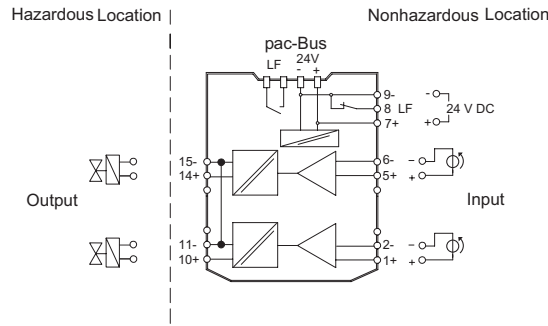 Hazardous Location
Nonhazardous Location
pac-Bus
LF
24V
-
+
9-
8 LF
7+
-
24 V DC
+
15-
14+
6-
5+
-
+
Output
Input
11-
10+
2-
1+
-
+